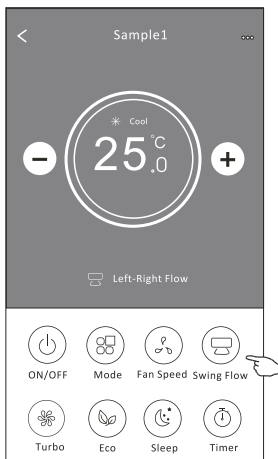 Sample1
Cool
25.0°C
Left-Right Flow
ON/OFF Mode Fan Speed Swing Flow
Turbo Eco Sleep Timer